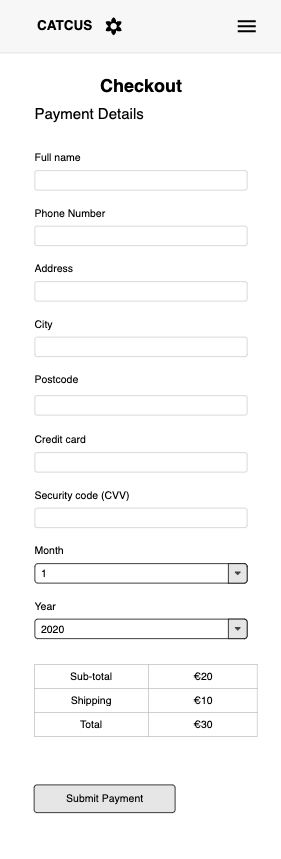 CATCUS
Checkout
Payment Details
Full name
Phone Number
Address
City
Postcode
Credit card
Security code (CVV)
Month
1
Year
2020
Sub-total €20
Shipping €10
Total €30
Submit Payment